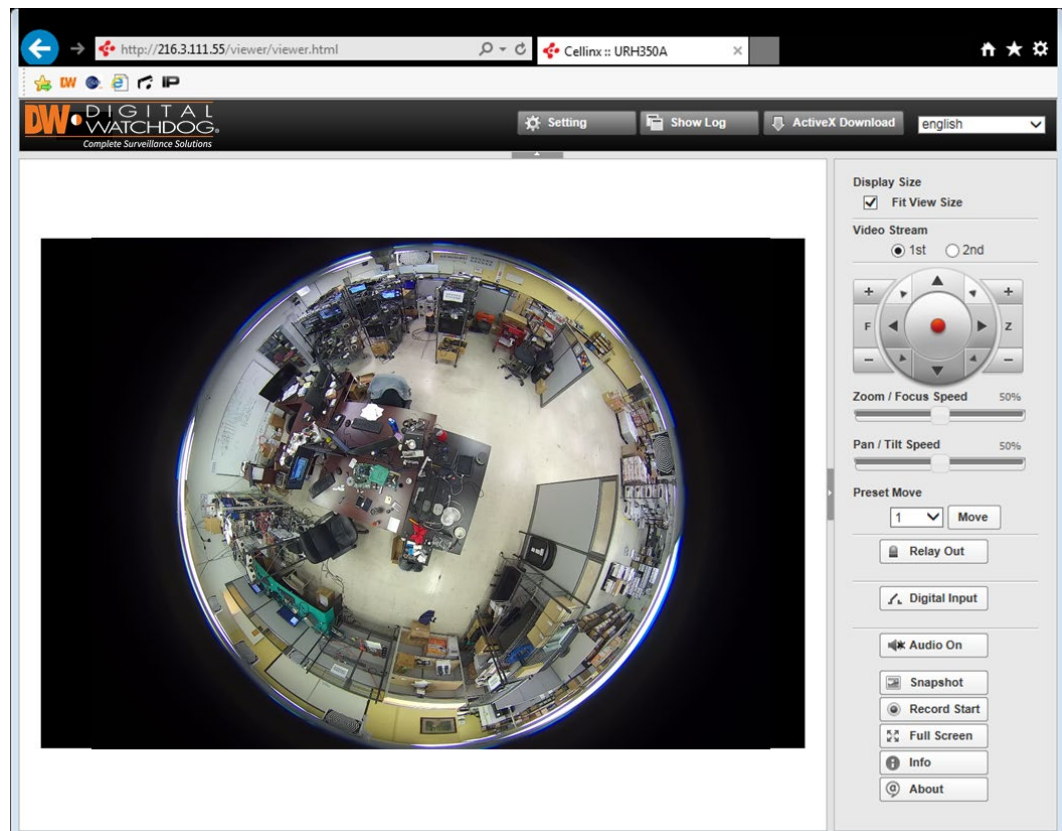 http://216.3.111.55/viewer/viewer.html
Cellinx :: URH350A
DW
IP
DW DIGITAL
WATCHDOG®
Complete Surveillance Solutions
Setting
Show Log
ActiveX Download
english
Display Size
Fit View Size
Video Stream
1st 2nd
+ +
F Z
- -
Zoom / Focus Speed 50%
Pan / Tilt Speed 50%
Preset Move
1 Move
Relay Out
Digital Input
Audio On
Snapshot
Record Start
Full Screen
Info
About